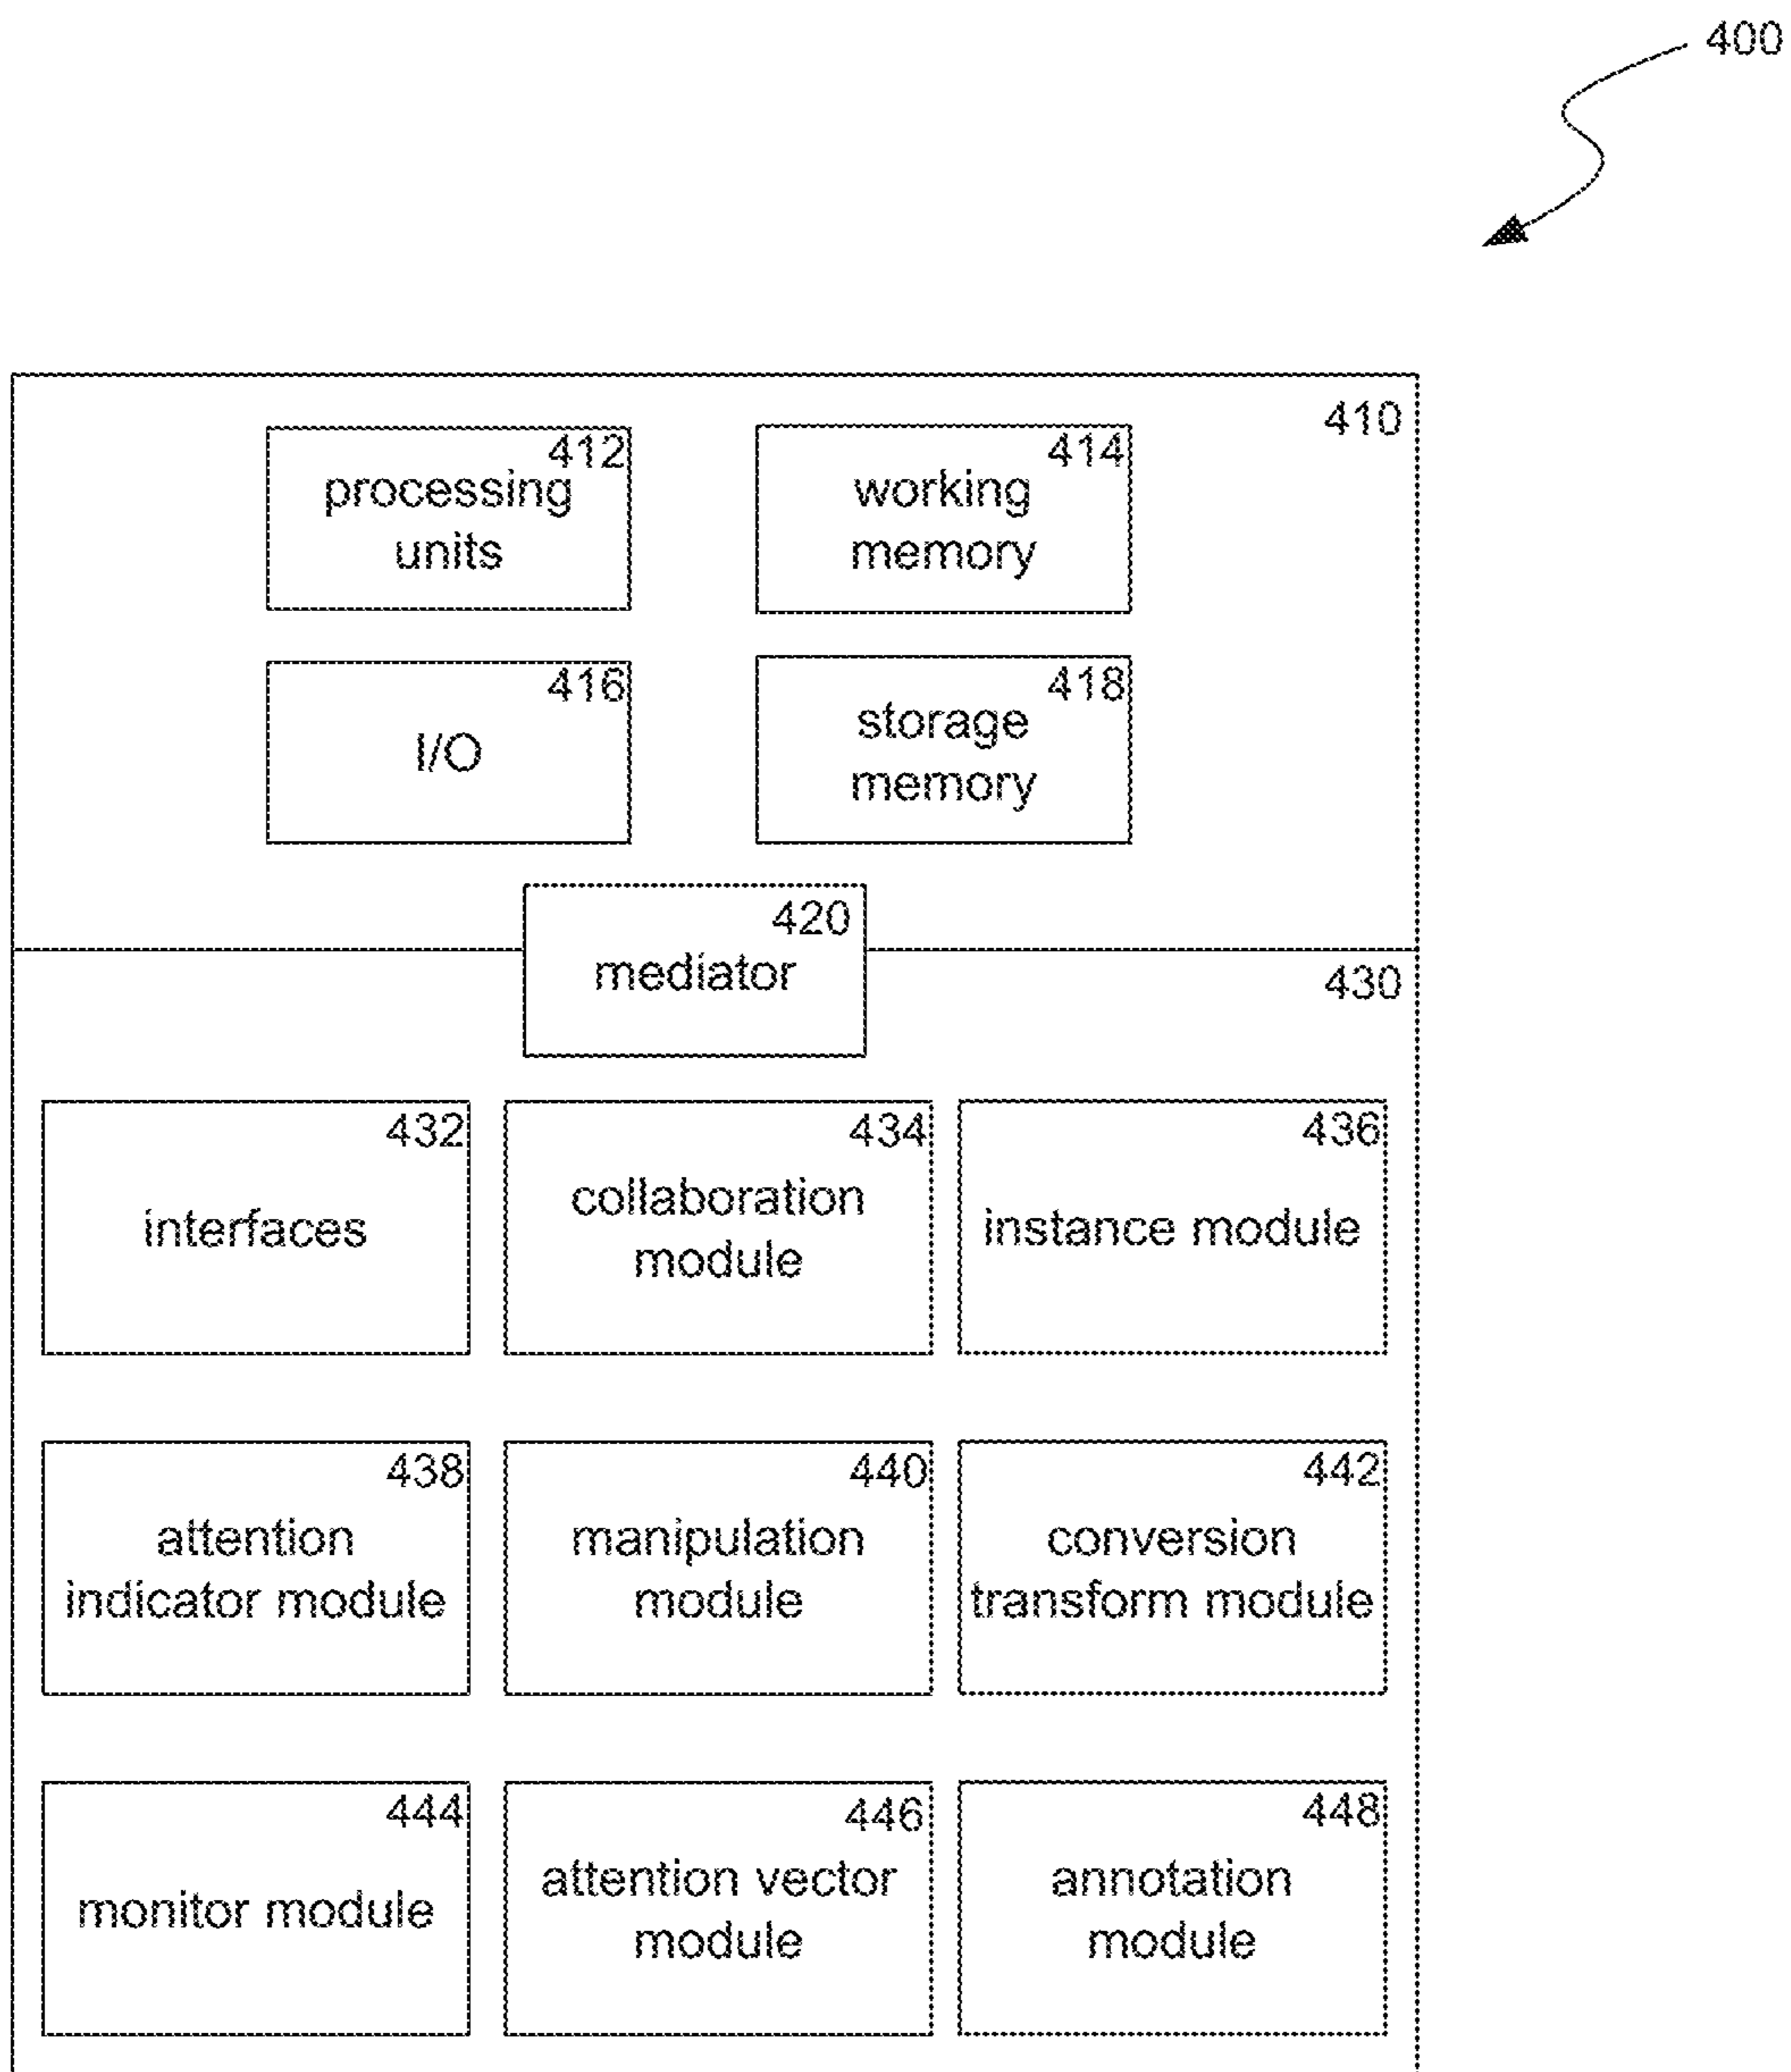 400
410
412
processing
units
414
working
memory
416
I/O
418
storage
memory
420
mediator
430
432
interfaces
434
collaboration
module
436
instance module
438
attention
indicator module
440
manipulation
module
442
conversion
transform module
444
monitor module
446
attention vector
module
448
annotation
module